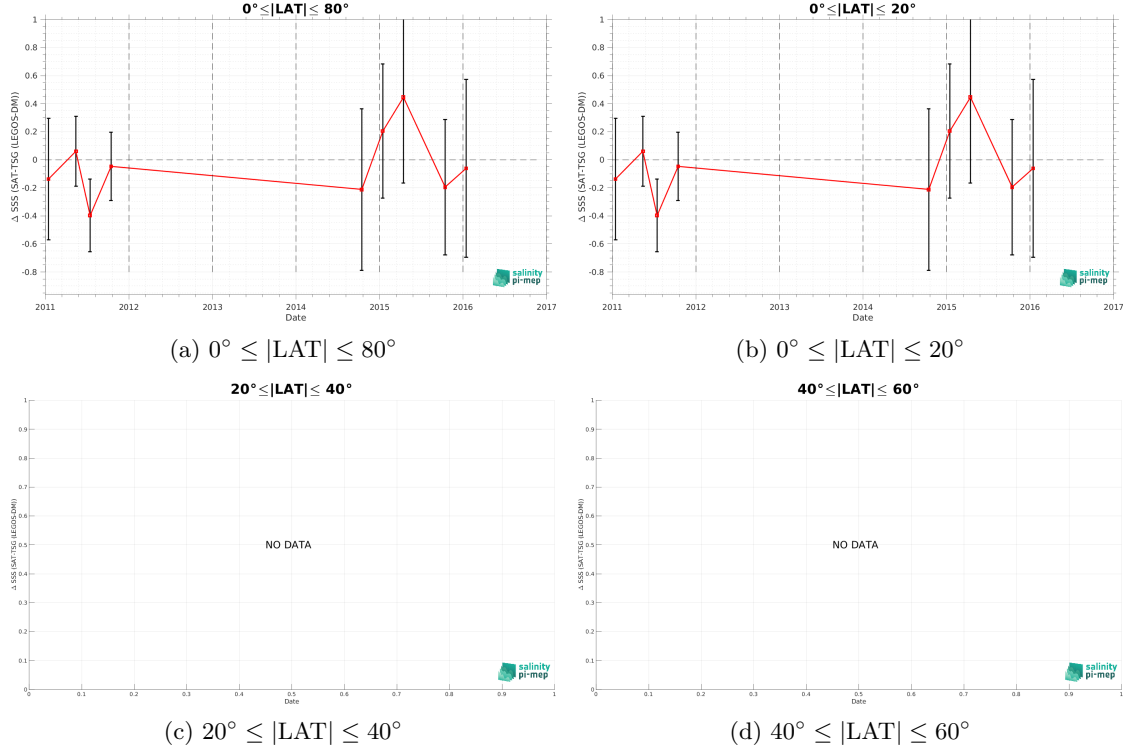 0°≤|LAT|≤ 80°
1
0.8
0.6
0.4
0.2
0
-0.2
-0.4
-0.6
-0.8
Δ SSS (SAT-TSG (LEGOS-DM))
2011 2012 2013 2014 2015 2016 2017
Date
salinity
pi-mep
(a) 0° ≤ |LAT| ≤ 80°
0°≤|LAT|≤ 20°
1
0.8
0.6
0.4
0.2
0
-0.2
-0.4
-0.6
-0.8
Δ SSS (SAT-TSG (LEGOS-DM))
2011 2012 2013 2014 2015 2016 2017
Date
salinity
pi-mep
(b) 0° ≤ |LAT| ≤ 20°
20°≤|LAT|≤ 40°
1
0.9
0.8
0.7
0.6
0.5
0.4
0.3
0.2
0.1
0
Δ SSS (SAT-TSG (LEGOS-DM))
NO DATA
0 0.1 0.2 0.3 0.4 0.5 0.6 0.7 0.8 0.9 1
Date
salinity
pi-mep
(c) 20° ≤ |LAT| ≤ 40°
40°≤|LAT|≤ 60°
1
0.9
0.8
0.7
0.6
0.5
0.4
0.3
0.2
0.1
0
Δ SSS (SAT-TSG (LEGOS-DM))
NO DATA
0 0.1 0.2 0.3 0.4 0.5 0.6 0.7 0.8 0.9 1
Date
salinity
pi-mep
(d) 40° ≤ |LAT| ≤ 60°